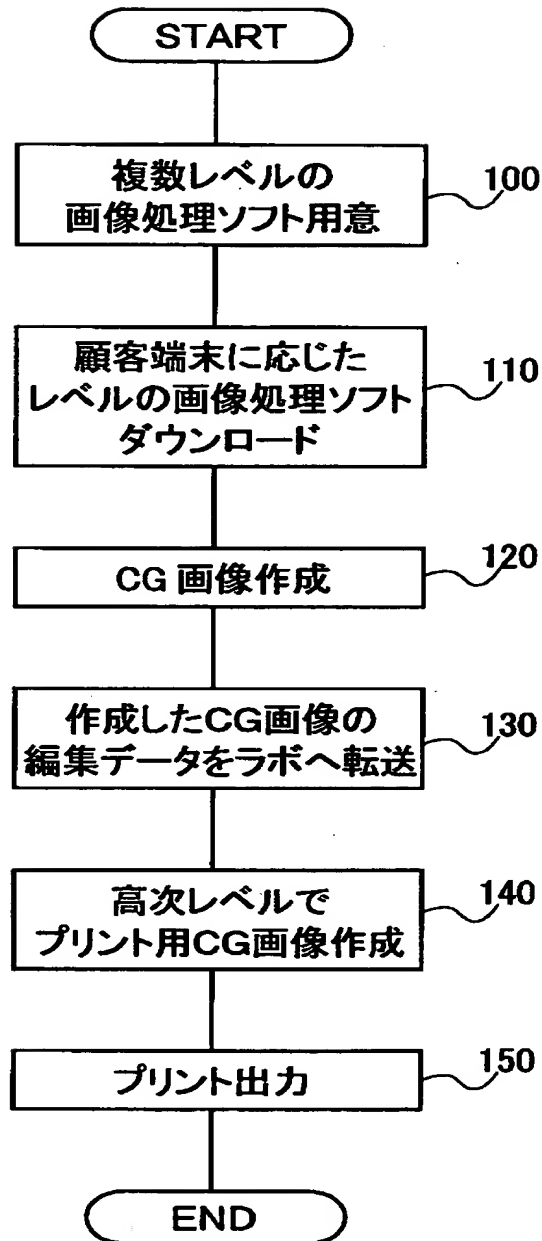 START
複数レベルの
画像処理ソフト用意
100
顧客端末に応じた
レベルの画像処理ソフト
ダウンロード
110
CG 画像作成
120
作成したCG画像の
編集データをラボへ転送
130
高次レベルで
プリント用CG画像作成
140
プリント出力
150
END